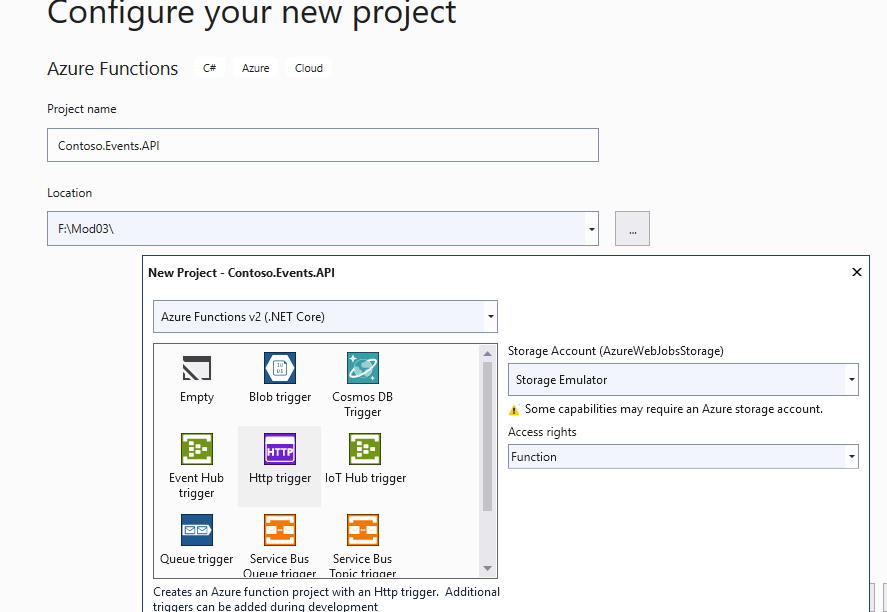 Configure your new project
Azure Functions C# Azure Cloud
Project name
Contoso.Events.API
Location
F:\Mod03\
...
New Project - Contoso.Events.API
Azure Functions v2 (.NET Core)
Storage Account (AzureWebJobsStorage)
Storage Emulator
Some capabilities may require an Azure storage account.
Access rights
Function
Empty
Blob trigger
Cosmos DB
Trigger
Event Hub
trigger
HTTP
Http trigger
IoT Hub trigger
Queue trigger
Service Bus
Queue trigger
Service Bus
Topic trigger
Creates an Azure function project with an Http trigger. Additional
triggers can be added during development